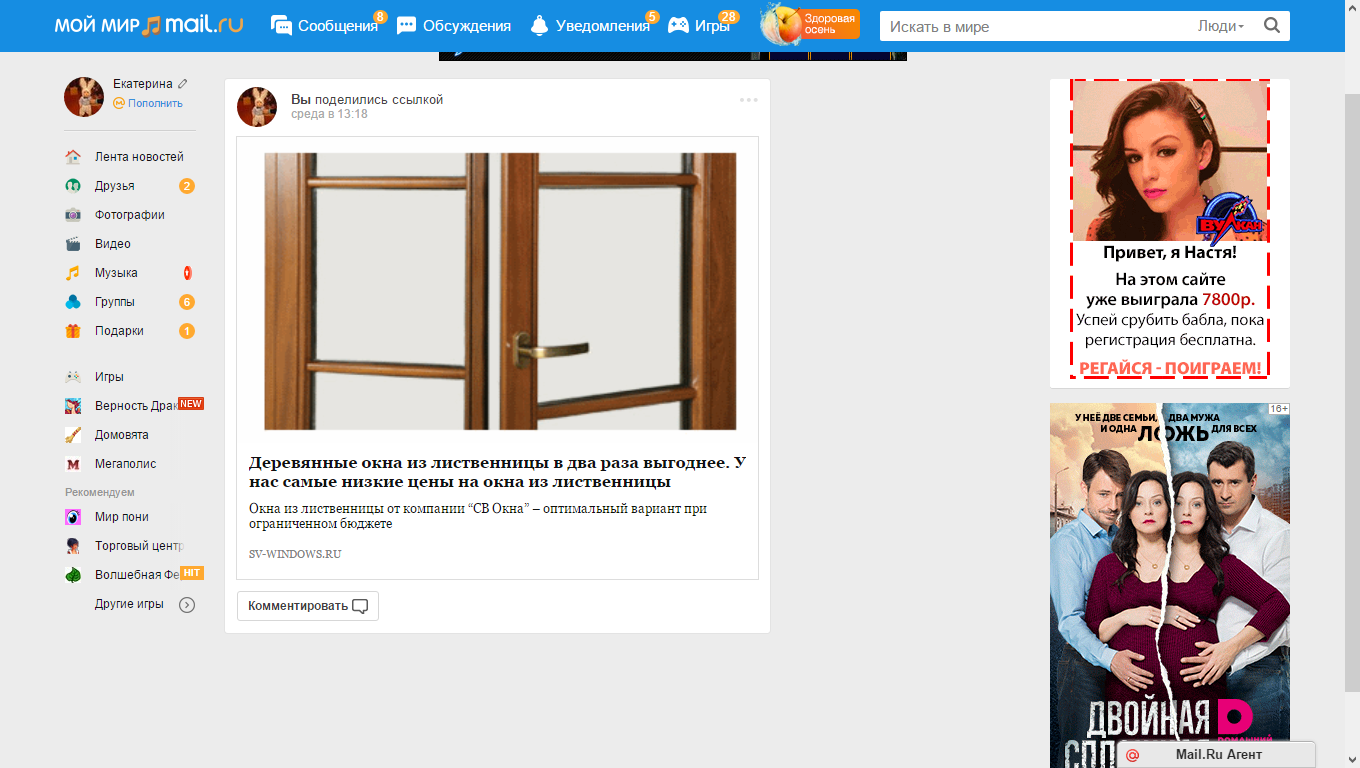 МОЙ МИР mail.ru
Сообщения 8
Обсуждения
Уведомления 5
Игры 28
Здоровая
осень
Искать в мире
Люди
Екатерина
Пополнить
Лента новостей
Друзья 2
Фотографии
Видео
Музыка
Группы 6
Подарки 1
Игры
Верность Драк NEW
Домовята
Мегаполис
Рекомендуем
Мир пони
Торговый центр
Волшебная Фе HIT
Другие игры
Вы поделились ссылкой
среда в 13:18
Деревянные окна из лиственницы в два раза выгоднее. У
нас самые низкие цены на окна из лиственницы
Окна из лиственницы от компании “СВ Окна” – оптимальный вариант при
ограниченном бюджете
SV-WINDOWS.RU
Комментировать
ВУЛКАН
Привет, я Настя!
На этом сайте
уже выиграла 7800р.
Успей срубить бабла, пока
регистрация бесплатна.
РЕГАЙСЯ - ПОИГРАЕМ!
16+
У НЕЁ ДВЕ СЕМЬИ, ДВА МУЖА
И ОДНА ЛОЖЬ ДЛЯ ВСЕХ
ДВОЙНАЯ
Mail.Ru Агент